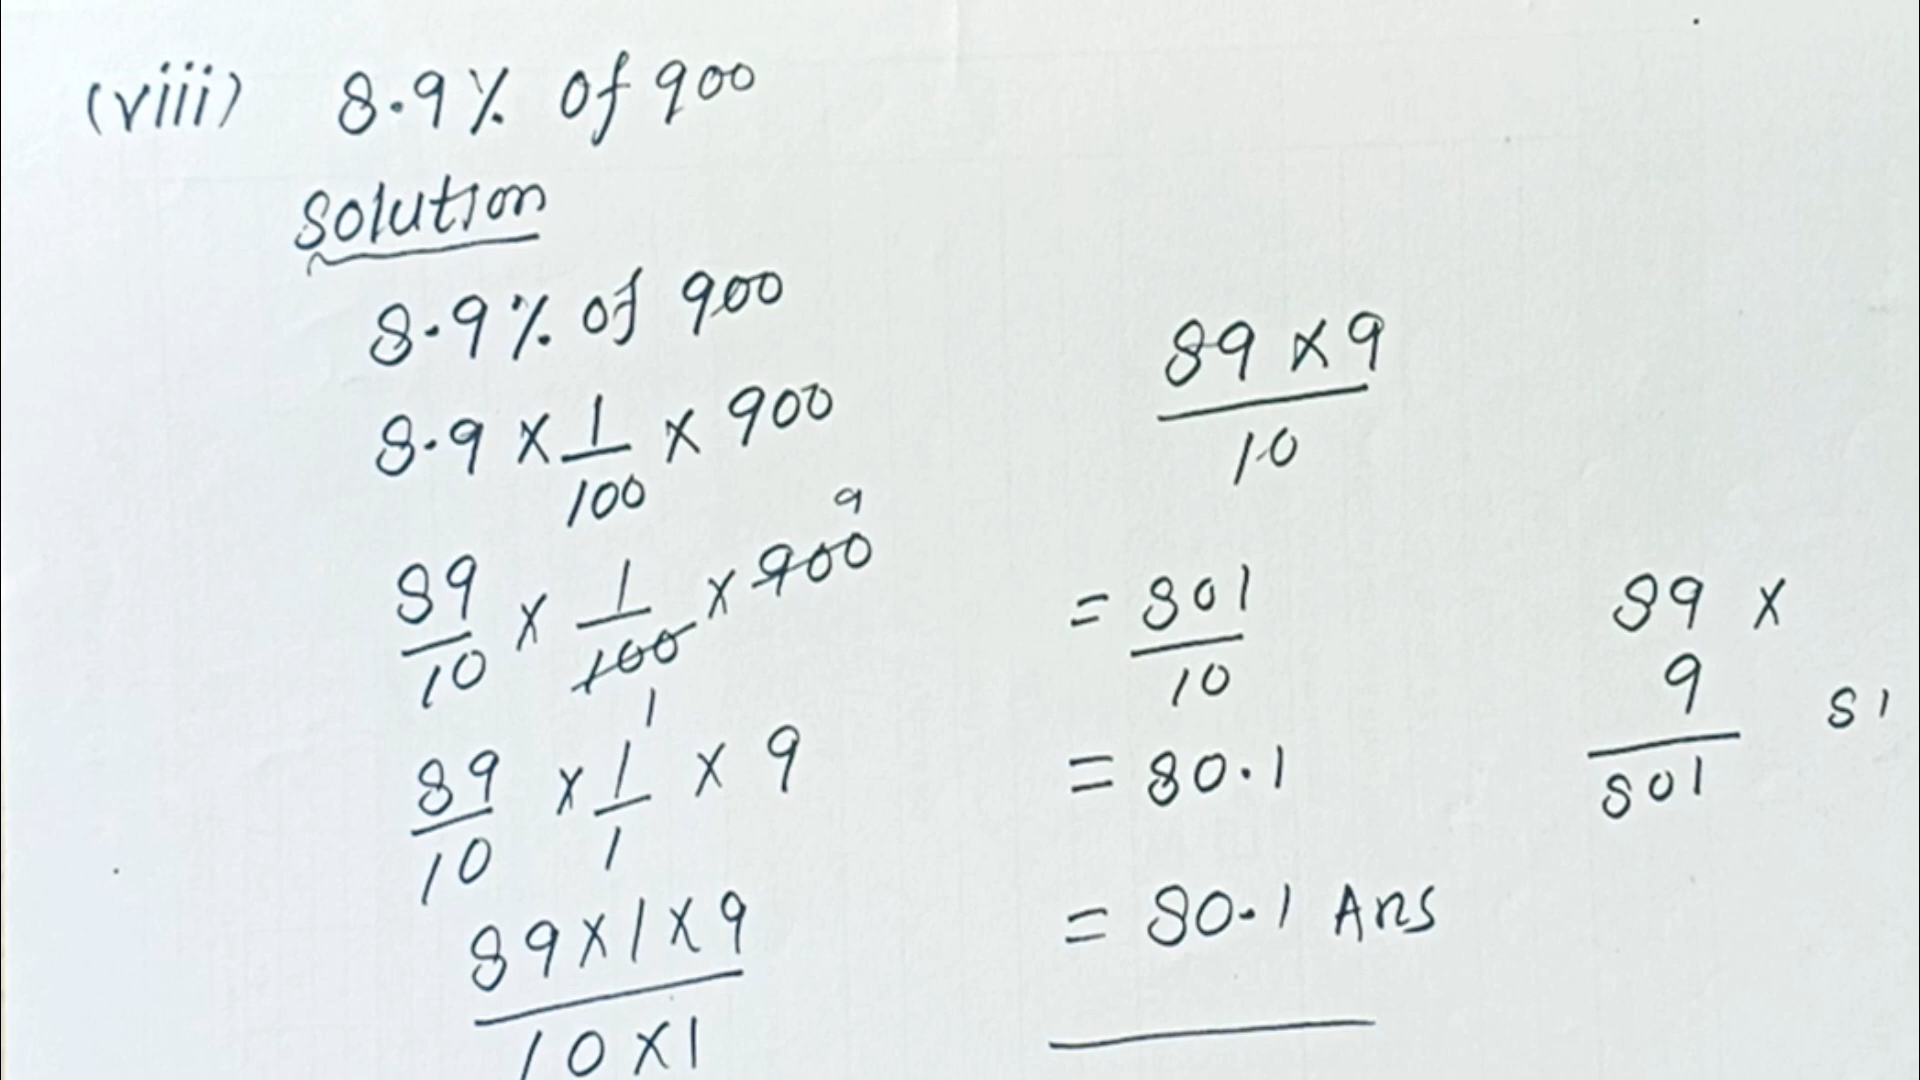 (viii) 8.9% of 900
Solution
8.9% of 900
8.9 × 1/100 × 900
9
89/10 × 1/100 × 900
1
89/10 × 1/1 × 9
89×1×9
10×1
89×9
10
= 801/10
= 80.1
= 80.1 Ans
89 ×
9
801
81